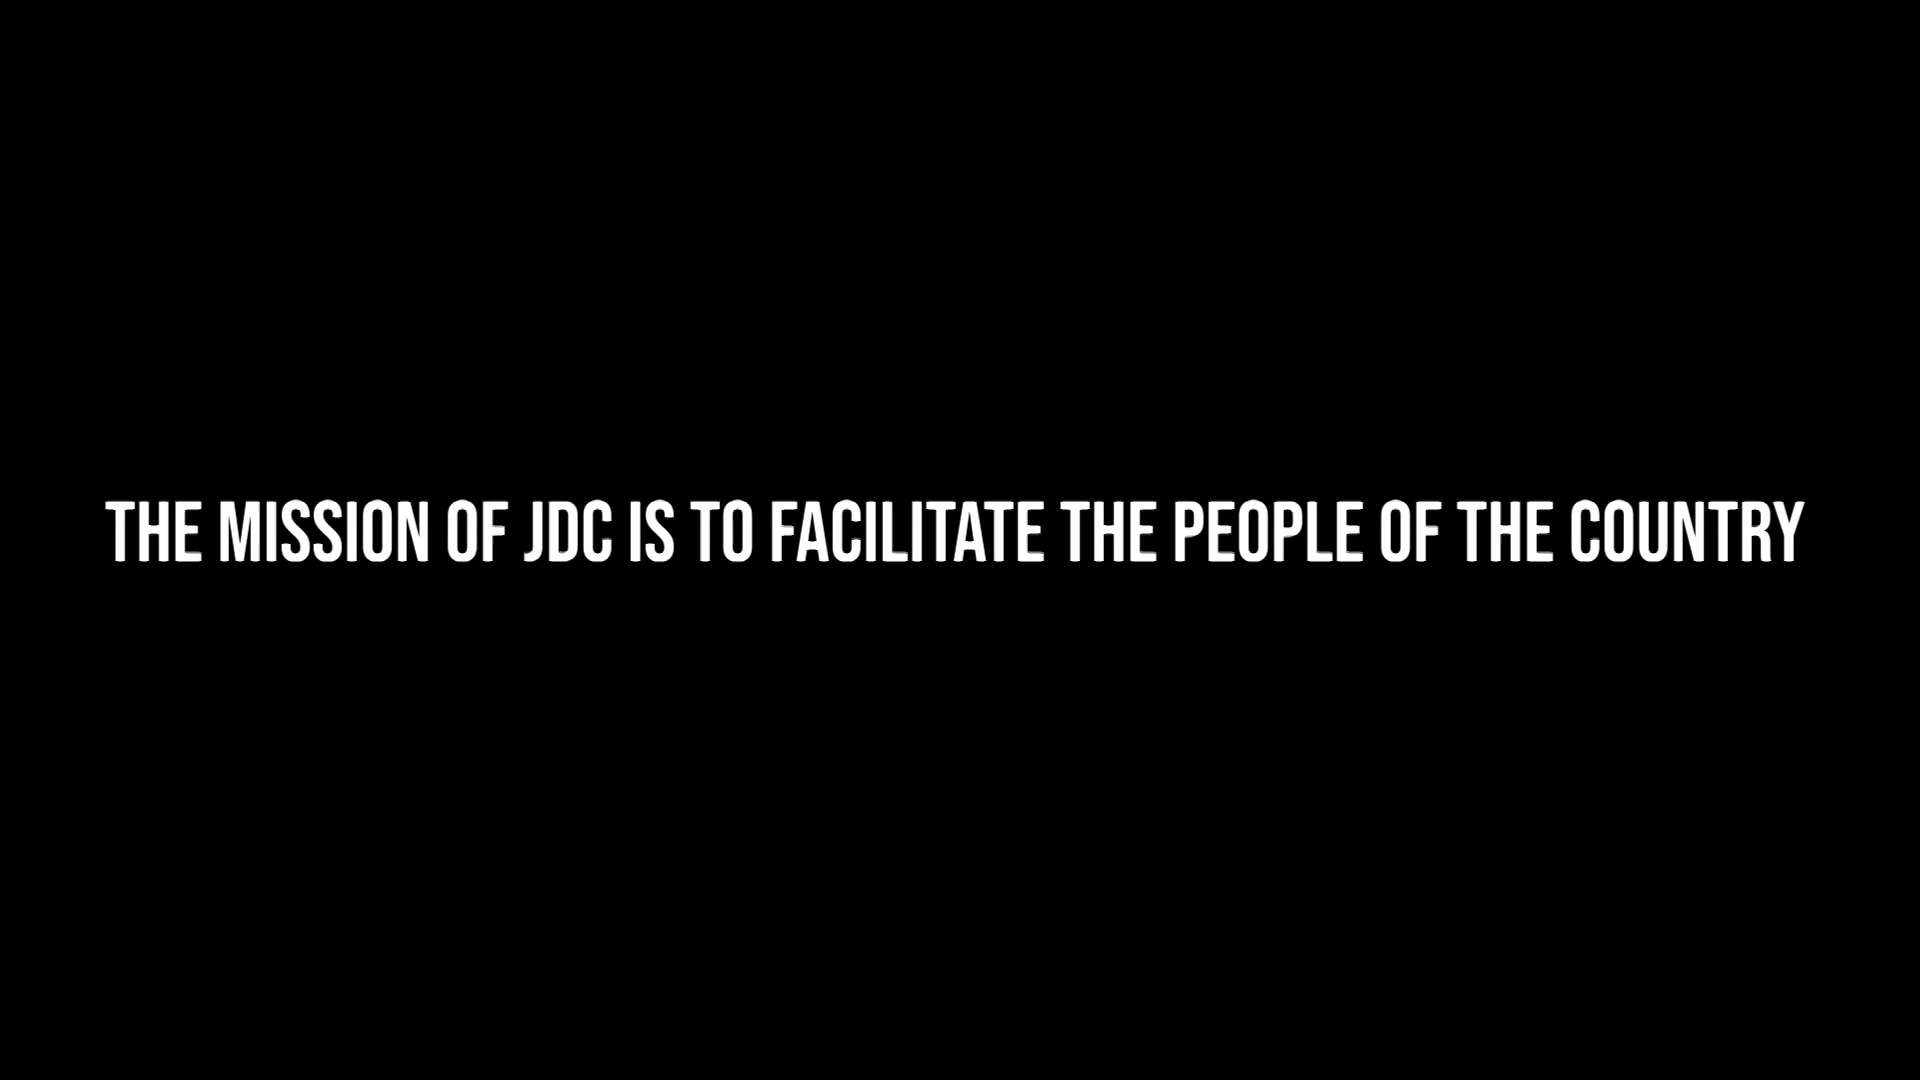 THE MISSION OF JDC IS TO FACILITATE THE PEOPLE OF THE COUNTRY